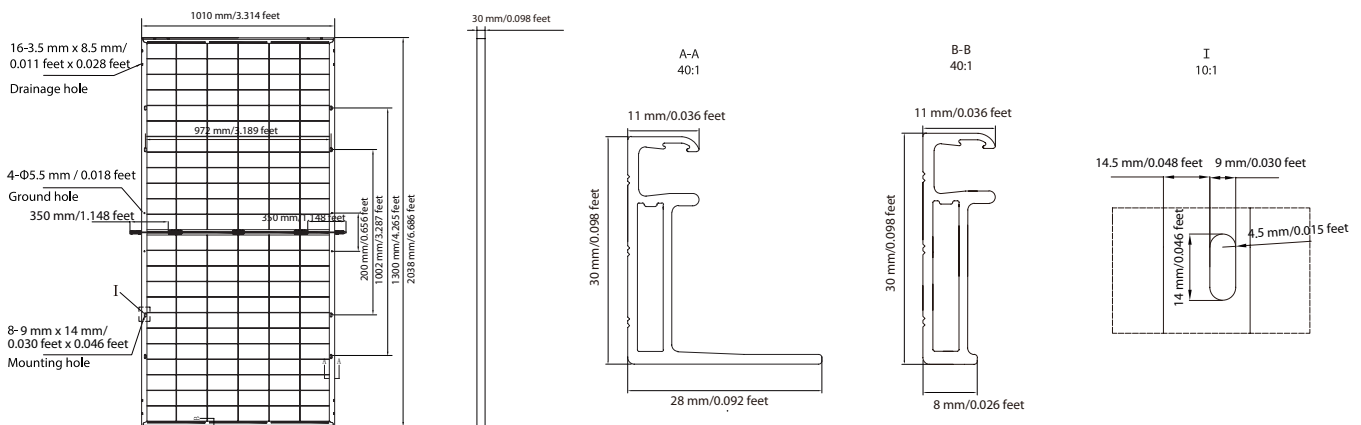 1010 mm/3.314 feet
16-3.5 mm x 8.5 mm/
0.011 feet x 0.028 feet
Drainage hole
972 mm/3.189 feet
4-Φ5.5 mm / 0.018 feet
Ground hole
350 mm/1.148 feet
350 mm/1.148 feet
200 mm/0.656 feet
1002 mm/3.287 feet
1300 mm/4.265 feet
2038 mm/6.686 feet
I
8-9 mm x 14 mm/
0.030 feet x 0.046 feet
Mounting hole
A
A
B
30 mm/0.098 feet
A-A
40:1
11 mm/0.036 feet
30 mm/0.098 feet
28 mm/0.092 feet
B-B
40:1
11 mm/0.036 feet
30 mm/0.098 feet
8 mm/0.026 feet
I
10:1
14.5 mm/0.048 feet
9 mm/0.030 feet
14 mm/0.046 feet
4.5 mm/0.015 feet